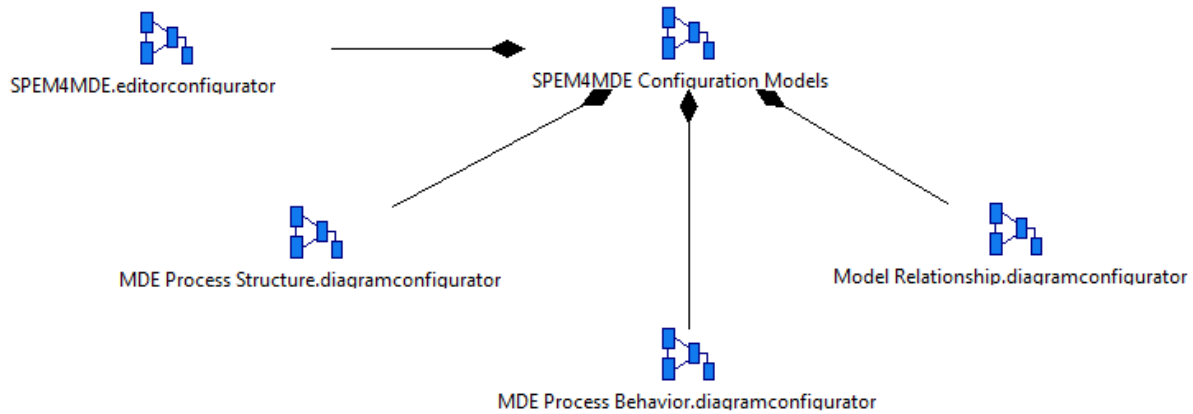 SPEM4MDE.editorconfigurator
SPEM4MDE Configuration Models
MDE Process Structure.diagramconfigurator
Model Relationship.diagramconfigurator
MDE Process Behavior.diagramconfigurator